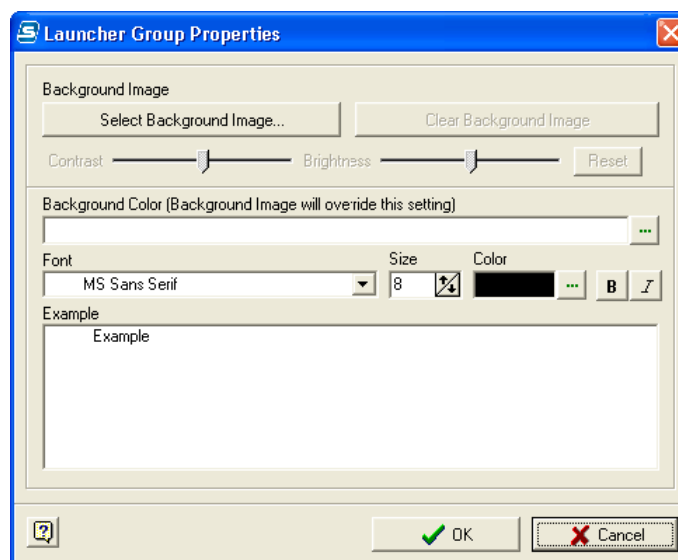 Launcher Group Properties
Background Image
Select Background Image... Clear Background Image
Contrast Brightness Reset
Background Color (Background Image will override this setting)
...
Font Size Color
MS Sans Serif 8 ... B I
Example
Example
? OK Cancel